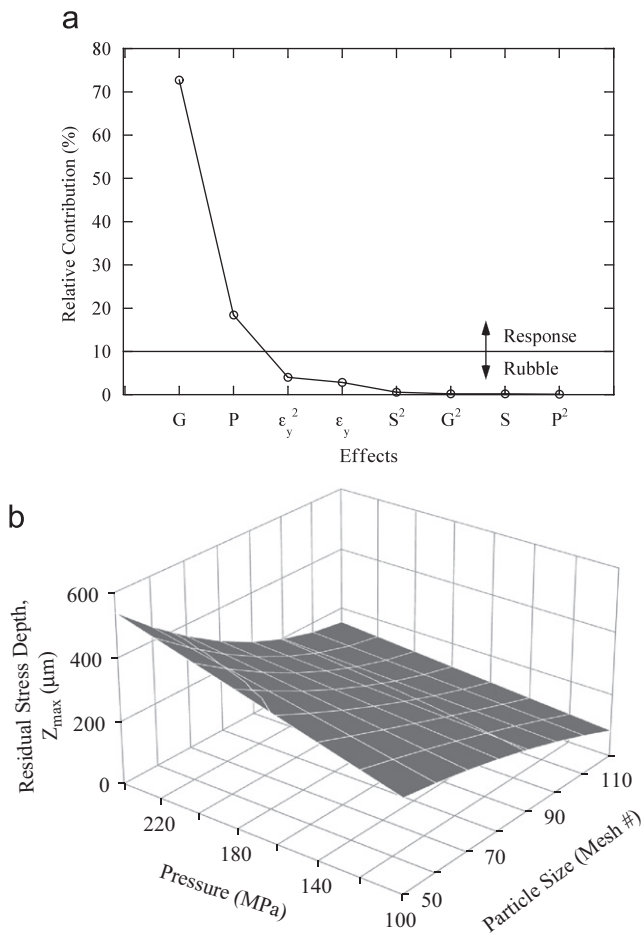 a
80
70
60
50
40
30
20
10
0
Relative Contribution (%)
Response
Rubble
G P εy² εy S² G² S P²
Effects
b
600
400
200
0
Residual Stress Depth,
Zmax (μm)
220
180
140
100
Pressure (MPa)
50
70
90
110
Particle Size (Mesh #)